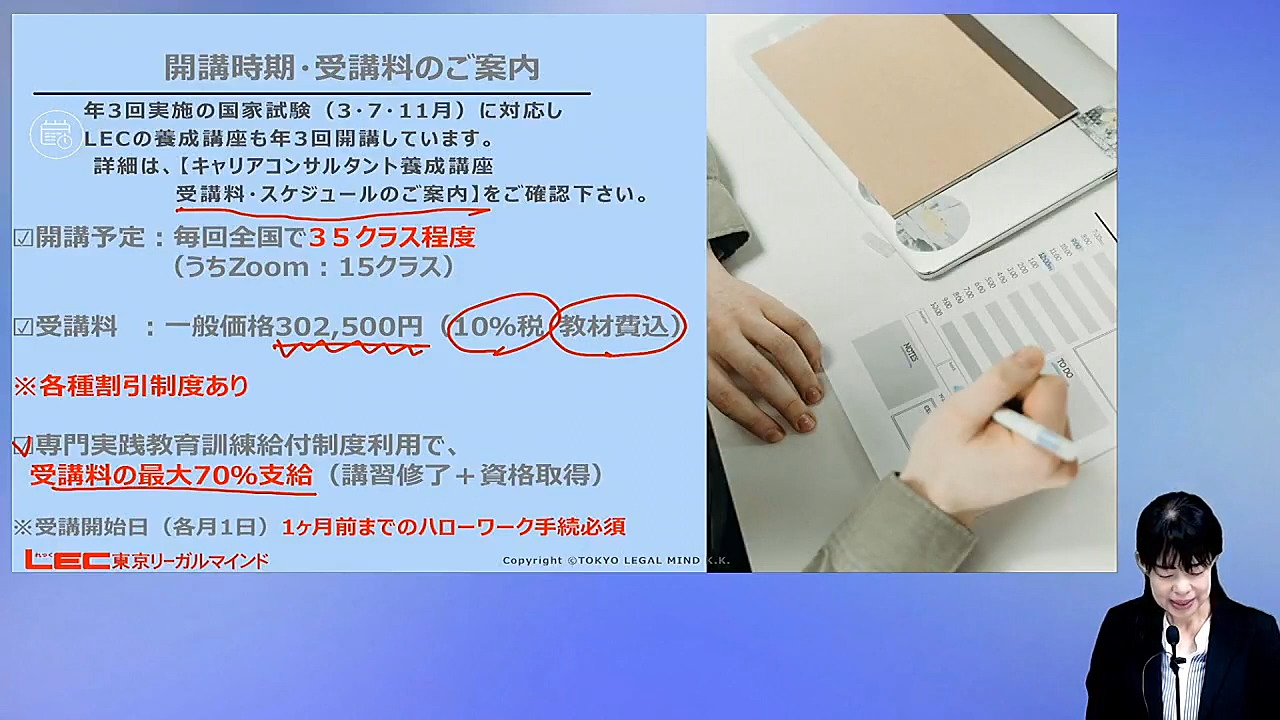 開講時期・受講料のご案内
年3回実施の国家試験(3・7・11月)に対応し
LECの養成講座も年3回開講しています。
詳細は、【キャリアコンサルタント養成講座
受講料・スケジュールのご案内】をご確認下さい。
☑開講予定:毎回全国で35クラス程度
(うちZoom:15クラス)
☑受講料 :一般価格302,500円(10%税 教材費込)
※各種割引制度あり
☑専門実践教育訓練給付制度利用で、
受講料の最大70%支給(講習修了+資格取得)
※受講開始日(各月1日)1ヶ月前までのハローワーク手続必須
れっく
LEC東京リーガルマインド
Copyright ©TOKYO LEGAL MIND K.K.
NOTES
TO DO